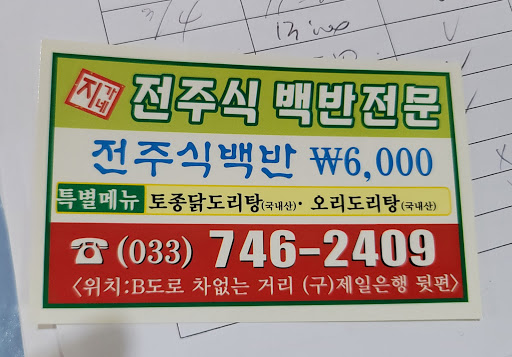 3/4
지가네
전주식 백반전문
전주식백반 ₩6,000
특별메뉴 토종닭도리탕(국내산)· 오리도리탕(국내산)
☎(033) 746-2409
<위치:B도로 차없는 거리 (구)제일은행 뒷편>